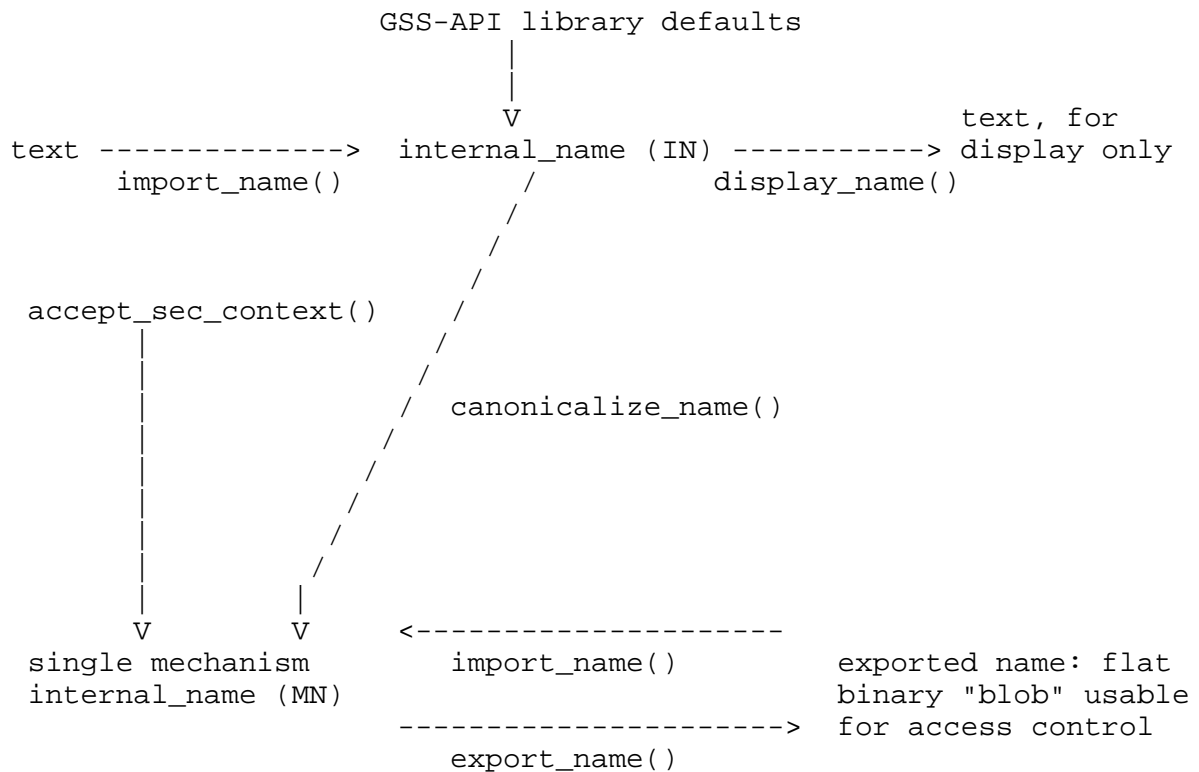 GSS-API library defaults
|
|
V text, for
text --------------> internal_name (IN) -----------> display only
import_name() / display_name()
/
/
/
accept_sec_context() /
| /
| /
| / canonicalize_name()
| /
| /
| /
| /
| /
| |
V V <---------------------
single mechanism import_name() exported name: flat
internal_name (MN) binary "blob" usable
----------------------> for access control
export_name()